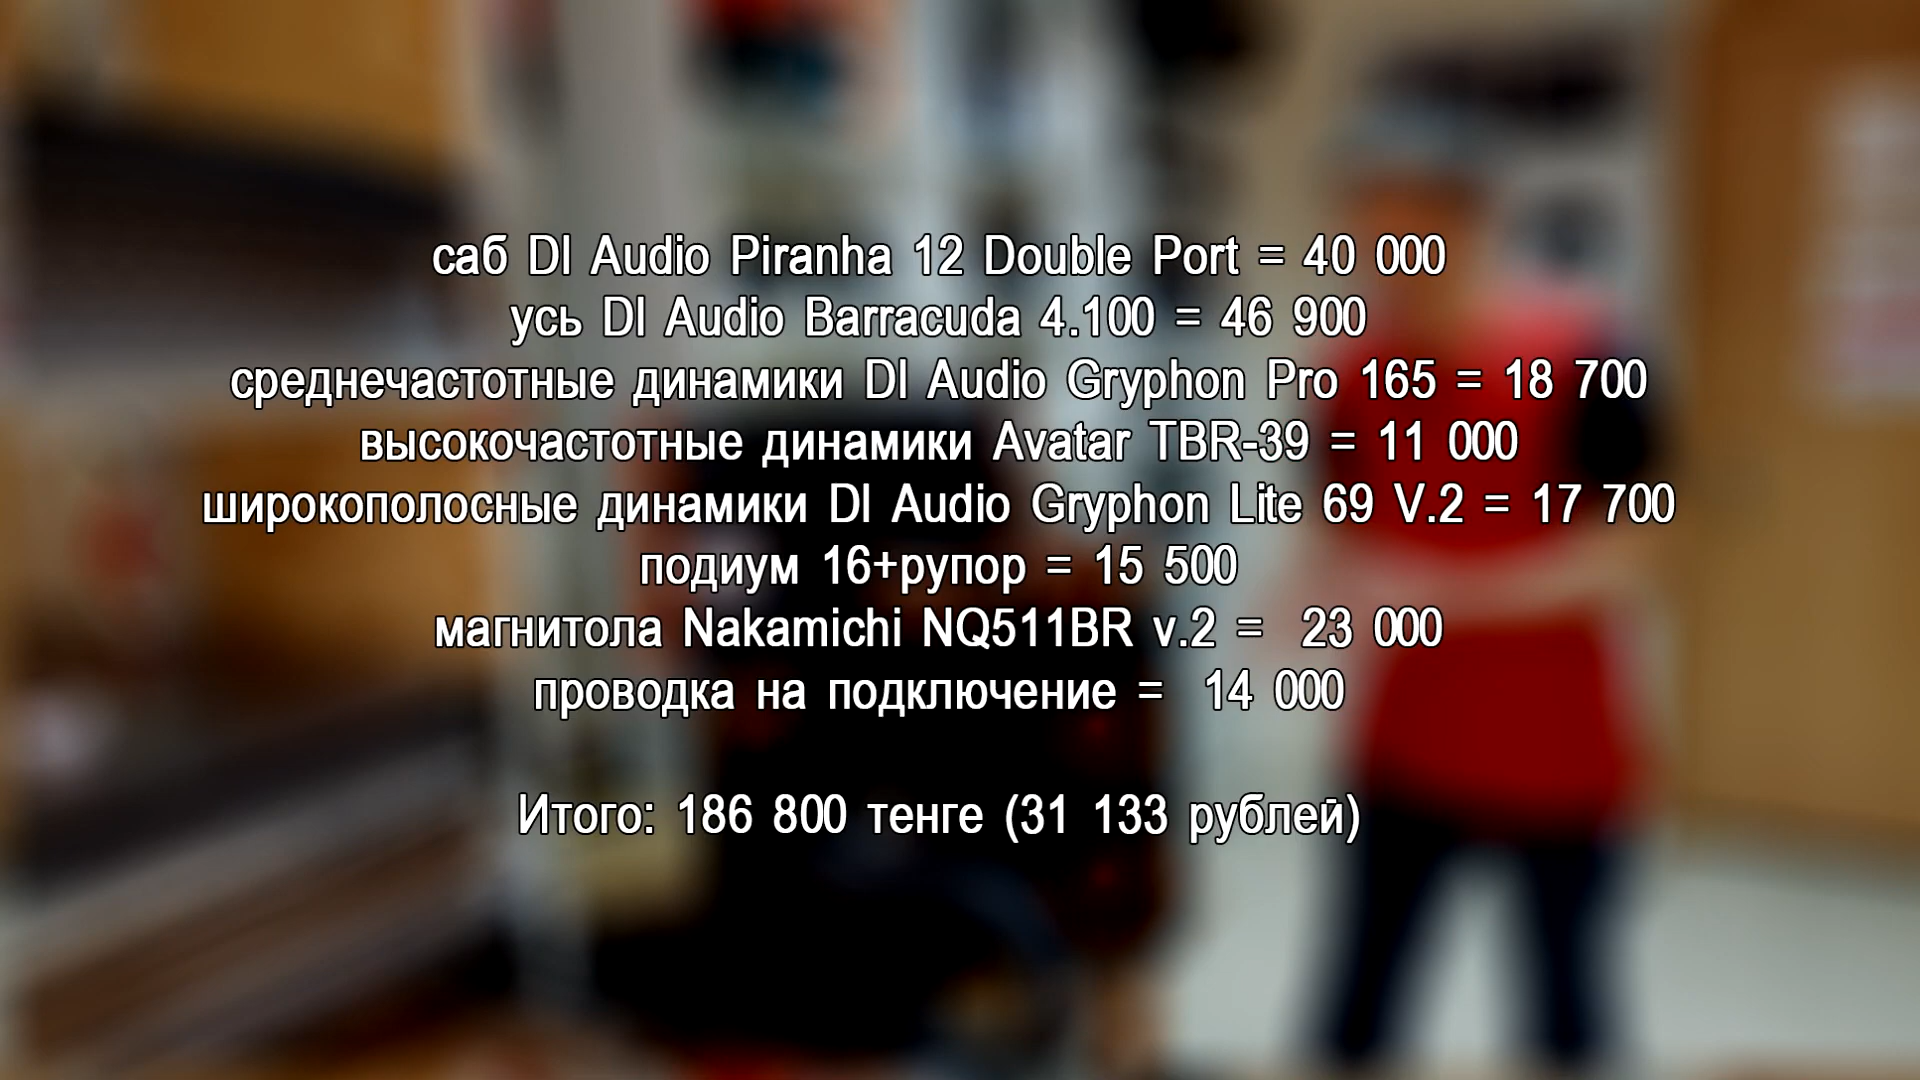 саб Dl Audio Piranha 12 Double Port = 40 000
усь Dl Audio Barracuda 4.100 = 46 900
среднечастотные динамики Dl Audio Gryphon Pro 165 = 18 700
высокочастотные динамики Avatar TBR-39 = 11 000
широкополосные динамики Dl Audio Gryphon Lite 69 V.2 = 17 700
подиум 16+рупор = 15 500
магнитола Nakamichi NQ511BR v.2 = 23 000
проводка на подключение = 14 000
Итого: 186 800 тенге (31 133 рублей)